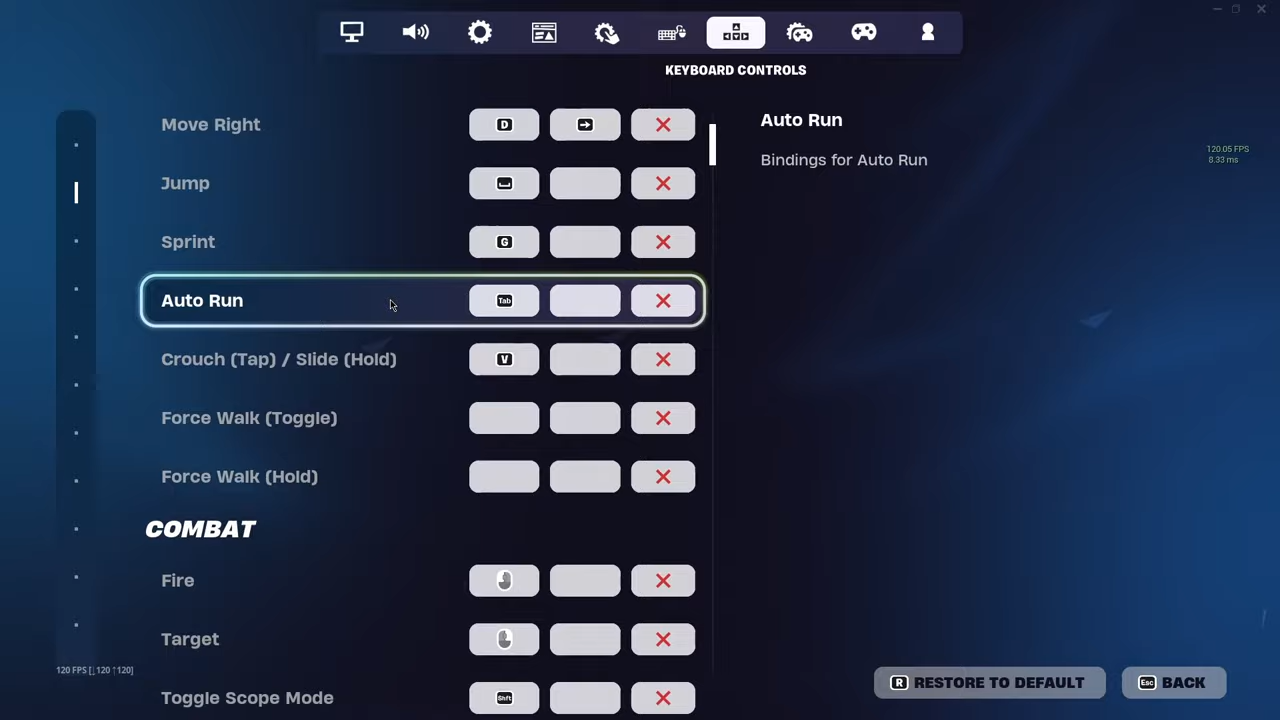 KEYBOARD CONTROLS
Move Right D →
Auto Run
Bindings for Auto Run
120.05 FPS
8.33 ms
Jump
Sprint G
Auto Run Tab
Crouch (Tap) / Slide (Hold) V
Force Walk (Toggle)
Force Walk (Hold)
COMBAT
Fire
Target
Toggle Scope Mode Shft
120 FPS [↓120 ↑120]
R RESTORE TO DEFAULT
Esc BACK